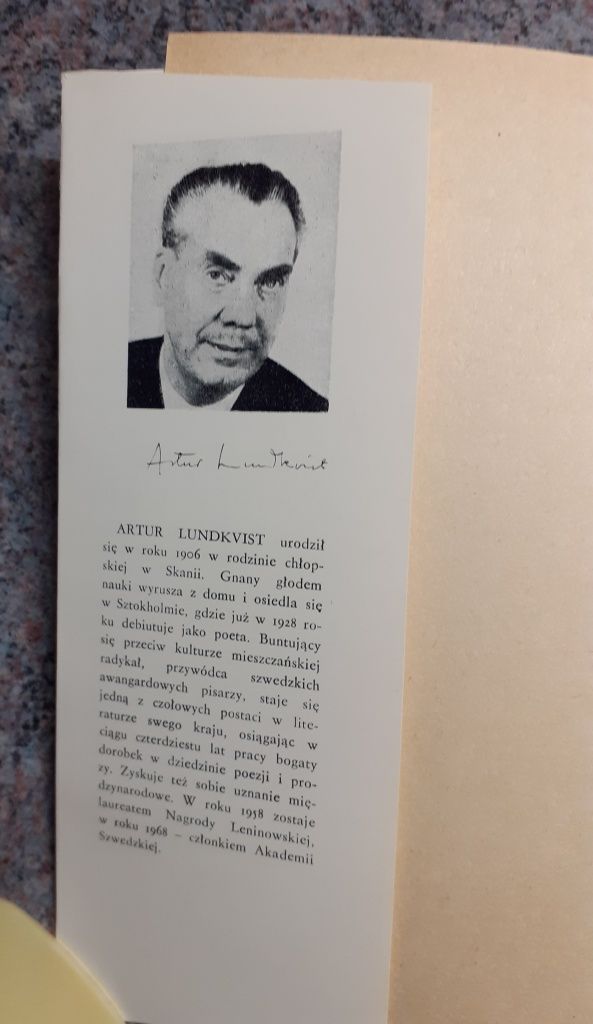 Artur Lundkvist
ARTUR LUNDKVIST urodził
się w roku 1906 w rodzinie chłop-
skiej w Skanii. Gnany głodem
nauki wyrusza z domu i osiedla się
w Sztokholmie, gdzie już w 1928 ro-
ku debiutuje jako poeta. Buntujący
się przeciw kulturze mieszczańskiej
radykał, przywódca szwedzkich
awangardowych pisarzy, staje się
jedną z czołowych postaci w lite-
raturze swego kraju, osiągając w
ciągu czterdziestu lat pracy bogaty
dorobek w dziedzinie poezji i pro-
zy. Zyskuje też sobie uznanie mię-
dzynarodowe. W roku 1958 zostaje
laureatem Nagrody Leninowskiej,
w roku 1968 – członkiem Akademii
Szwedzkiej.